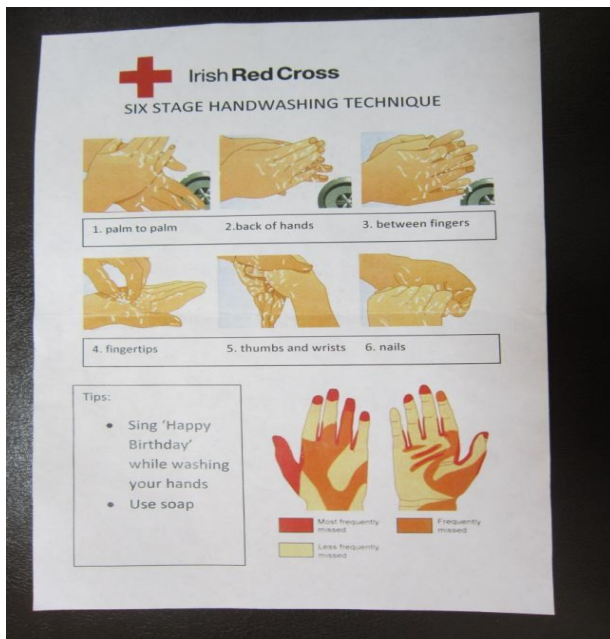 Irish Red Cross
SIX STAGE HANDWASHING TECHNIQUE
1. palm to palm
2.back of hands
3. between fingers
4. fingertips
5. thumbs and wrists
6. nails
Tips:
• Sing ‘Happy
Birthday’
while washing
your hands
• Use soap
Most frequently
missed
Frequently
missed
Less frequently
missed